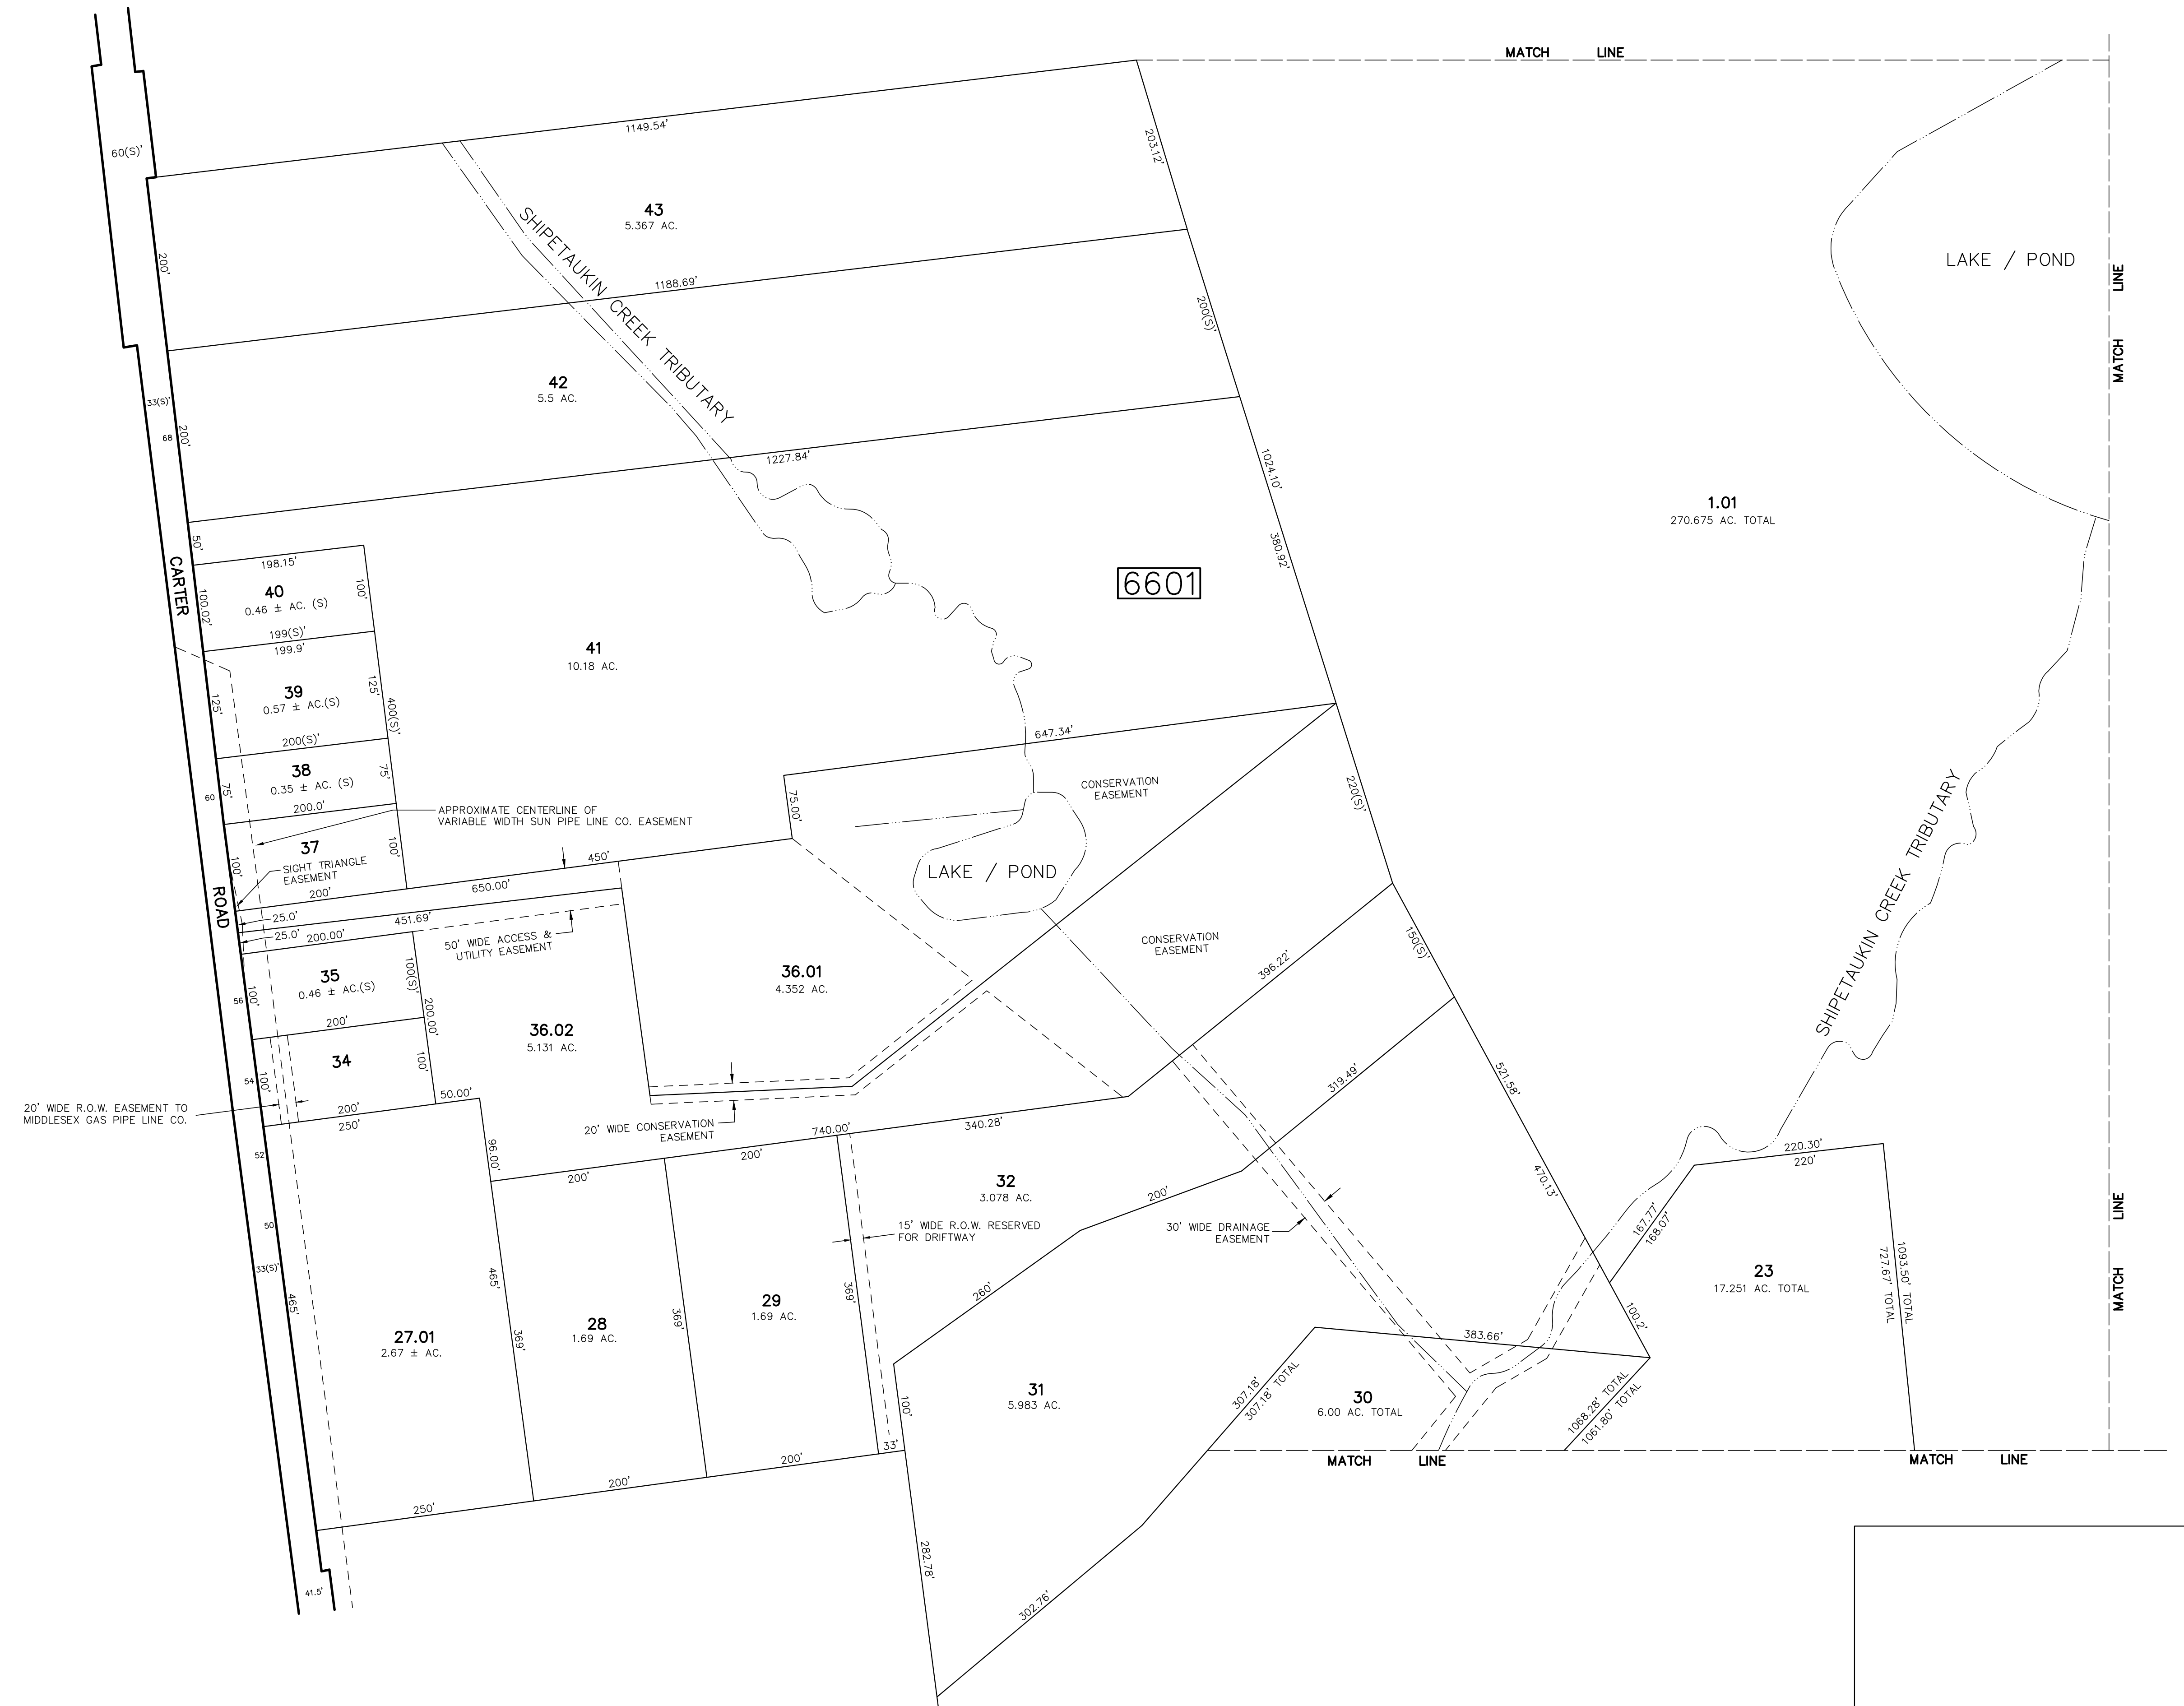 MATCH LINE
1149.54'
203.12'
60(S)'
43
5.367 AC.
SHIPETAUKIN CREEK TRIBUTARY
LAKE / POND
MATCH LINE
200'
1188.69'
200(S)'
42
5.5 AC.
33(S)'
68
200'
1227.84'
1024.10'
1.01
270.675 AC. TOTAL
50'
380.92'
CARTER ROAD
198.15'
40
0.46 ± AC. (S)
100'
100.02'
6601
199(S)'
199.9'
41
10.18 AC.
39
0.57 ± AC.(S)
125'
125'
400(S)'
200(S)'
647.34'
38
0.35 ± AC. (S)
75'
75'
60
200.0'
75.00'
CONSERVATION
EASEMENT
220(S)'
APPROXIMATE CENTERLINE OF
VARIABLE WIDTH SUN PIPE LINE CO. EASEMENT
37
100'
100'
SIGHT TRIANGLE
EASEMENT
450'
LAKE / POND
200'
650.00'
25.0'
451.69'
25.0'
200.00'
50' WIDE ACCESS &
UTILITY EASEMENT
CONSERVATION
EASEMENT
150(S)'
SHIPETAUKIN CREEK TRIBUTARY
396.22'
35
0.46 ± AC.(S)
100(S)'
36.01
4.352 AC.
56
100'
200.00'
200'
36.02
5.131 AC.
34
100'
54
100'
521.58'
319.49'
50.00'
20' WIDE R.O.W. EASEMENT TO
MIDDLESEX GAS PIPE LINE CO.
200'
250'
20' WIDE CONSERVATION
EASEMENT
740.00'
340.28'
52
96.00'
200'
200'
220.30'
220'
470.13'
32
3.078 AC.
200'
MATCH LINE
50
15' WIDE R.O.W. RESERVED
FOR DRIFTWAY
30' WIDE DRAINAGE
EASEMENT
167.77'
168.07'
33(S)'
465'
465'
260'
369'
23
17.251 AC. TOTAL
1093.50' TOTAL
727.67' TOTAL
29
1.69 AC.
28
1.69 AC.
27.01
2.67 ± AC.
369'
369'
100.2'
383.66'
31
5.983 AC.
307.18'
307.18' TOTAL
30
6.00 AC. TOTAL
100'
1068.28' TOTAL
1061.80' TOTAL
33'
200'
200'
250'
MATCH LINE
MATCH LINE
282.78'
41.5'
302.76'